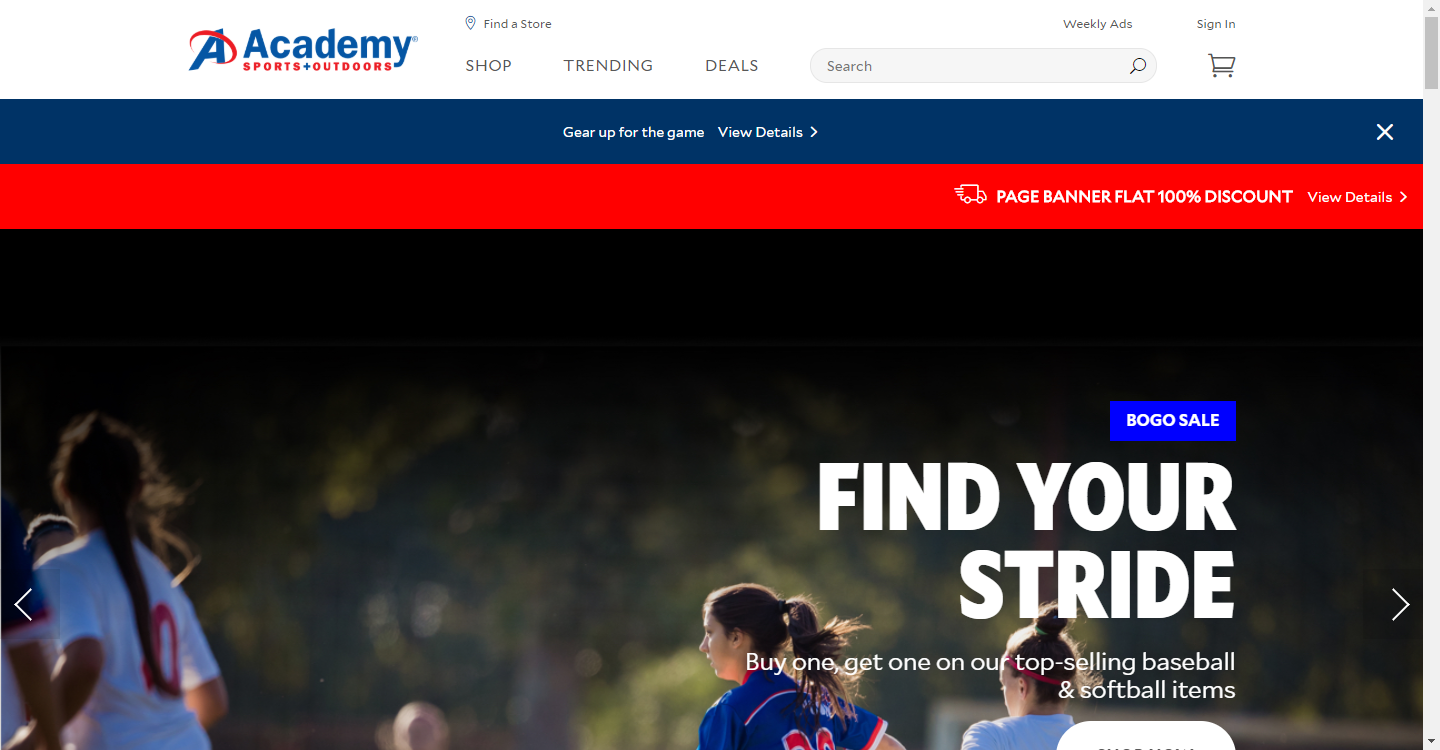 Find a Store
Weekly Ads
Sign In
Academy®
SPORTS+OUTDOORS
SHOP
TRENDING
DEALS
Search
Gear up for the game View Details
PAGE BANNER FLAT 100% DISCOUNT View Details
BOGO SALE
FIND YOUR
STRIDE
Buy one, get one on our top-selling baseball
& softball items